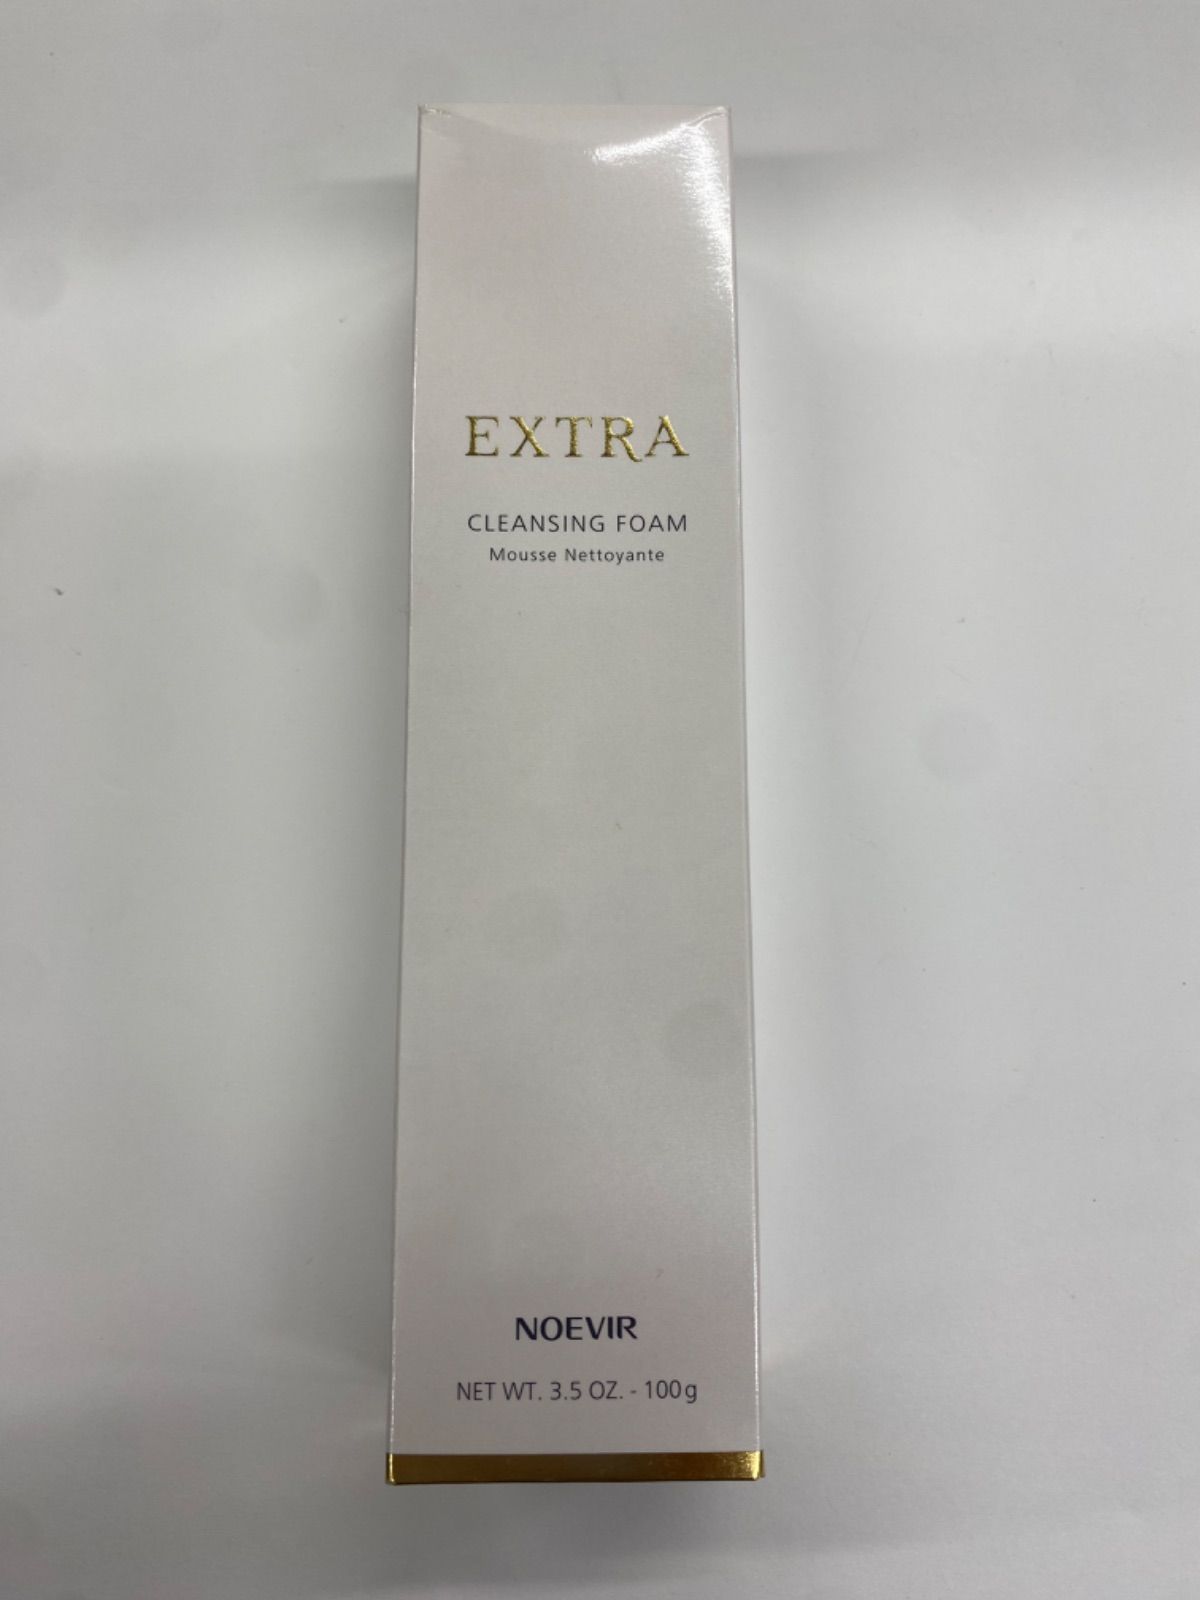 EXTRA
CLEANSING FOAM
Mousse Nettoyante
NOEVIR
NET WT. 3.5 OZ. - 100g